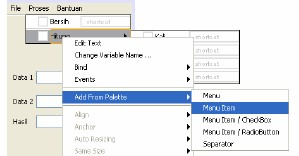 File Proses Bantuan
Bersih shortcut
Hitung Kali shortcut
Edit Text
Change Variable Name ...
Bind
Events
shortcut
Data 1
Add From Palette Menu
Data 2 Menu Item
Align Menu Item / CheckBox
Hasil Anchor Menu Item / RadioButton
Auto Resizing Separator
Same Size